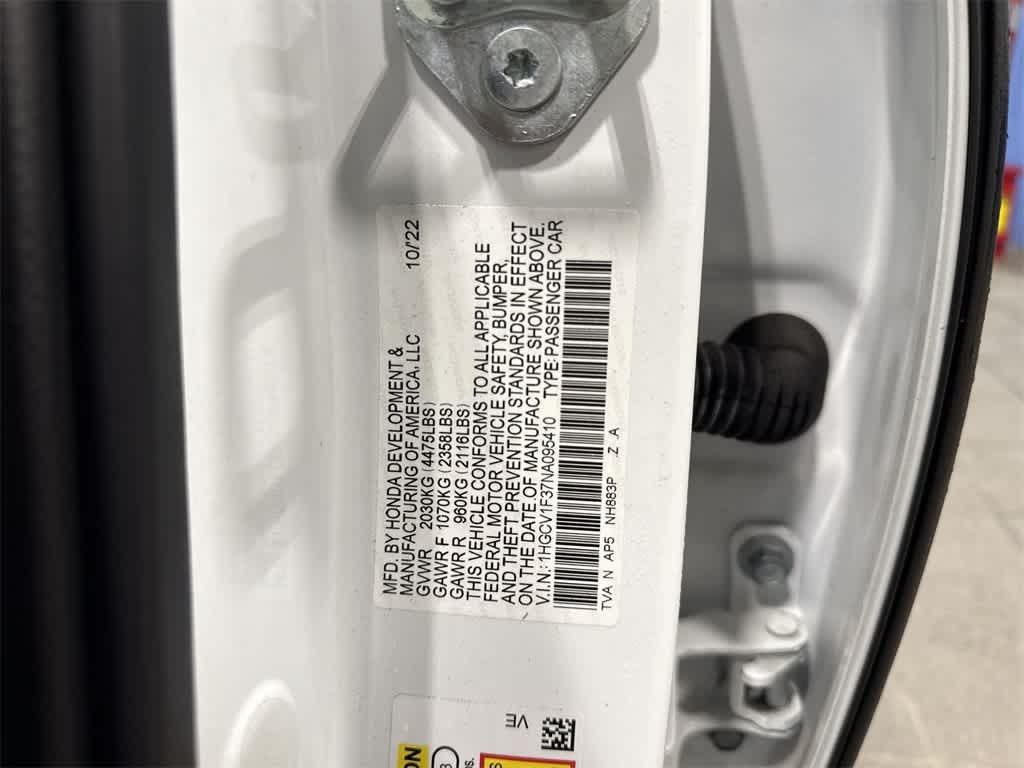 MFD. BY HONDA DEVELOPMENT &
MANUFACTURING OF AMERICA, LLC 10/'22
GVWR 2030KG (4475LBS)
GAWR F 1070KG (2358LBS)
GAWR R 960KG (2116LBS)
THIS VEHICLE CONFORMS TO ALL APPLICABLE
FEDERAL MOTOR VEHICLE SAFETY, BUMPER,
AND THEFT PREVENTION STANDARDS IN EFFECT
ON THE DATE OF MANUFACTURE SHOWN ABOVE.
V.I.N.: 1HGCV1F37NA095410 TYPE: PASSENGER CAR
TVA N AP5 NH883P Z .A
VE
ON